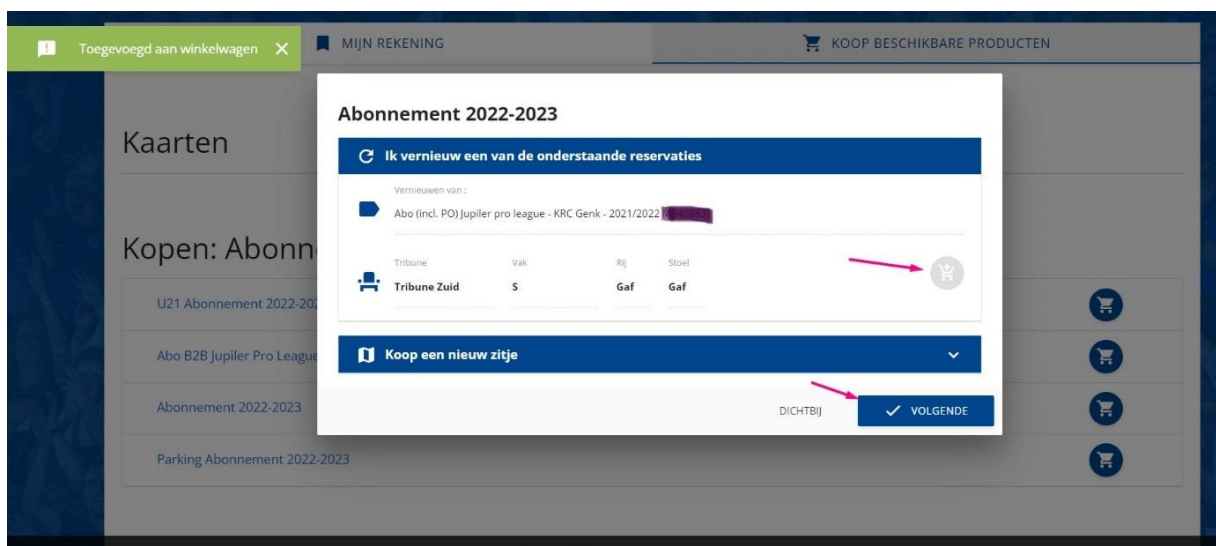 Toegevoegd aan winkelwagen
MIJN REKENING
KOOP BESCHIKBARE PRODUCTEN
Kaarten
Kopen: Abonn
U21 Abonnement 2022-202
Abo B2B Jupiler Pro League
Abonnement 2022-2023
Parking Abonnement 2022-2023
Abonnement 2022-2023
Ik vernieuw een van de onderstaande reservaties
Vernieuwen van :
Abo (incl. PO) Jupiler pro league - KRC Genk - 2021/2022
Tribune Vak Rij Stoel
Tribune Zuid S Gaf Gaf
Koop een nieuw zitje
DICHTBIJ VOLGENDE